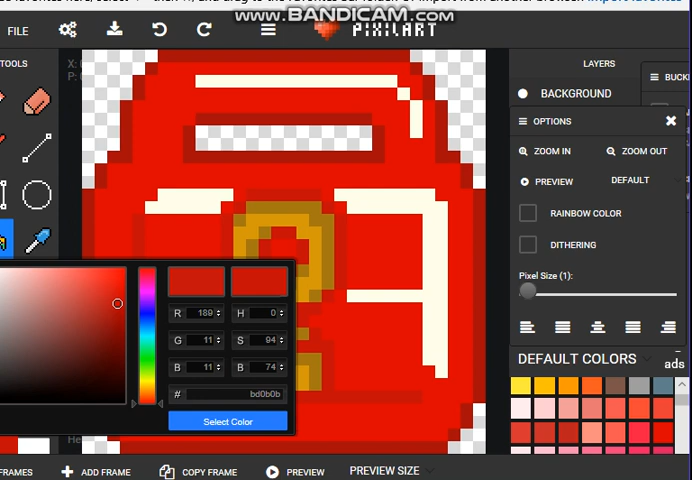 www.BANDICAM.com
FILE
PIXILART
TOOLS
LAYERS
BACKGROUND
OPTIONS
ZOOM IN
ZOOM OUT
PREVIEW
DEFAULT
RAINBOW COLOR
DITHERING
Pixel Size (1):
DEFAULT COLORS
ads
R 189 H 0
G 11 S 94
B 11 B 74
# bd0b0b
Select Color
FRAMES
ADD FRAME
COPY FRAME
PREVIEW
PREVIEW SIZE